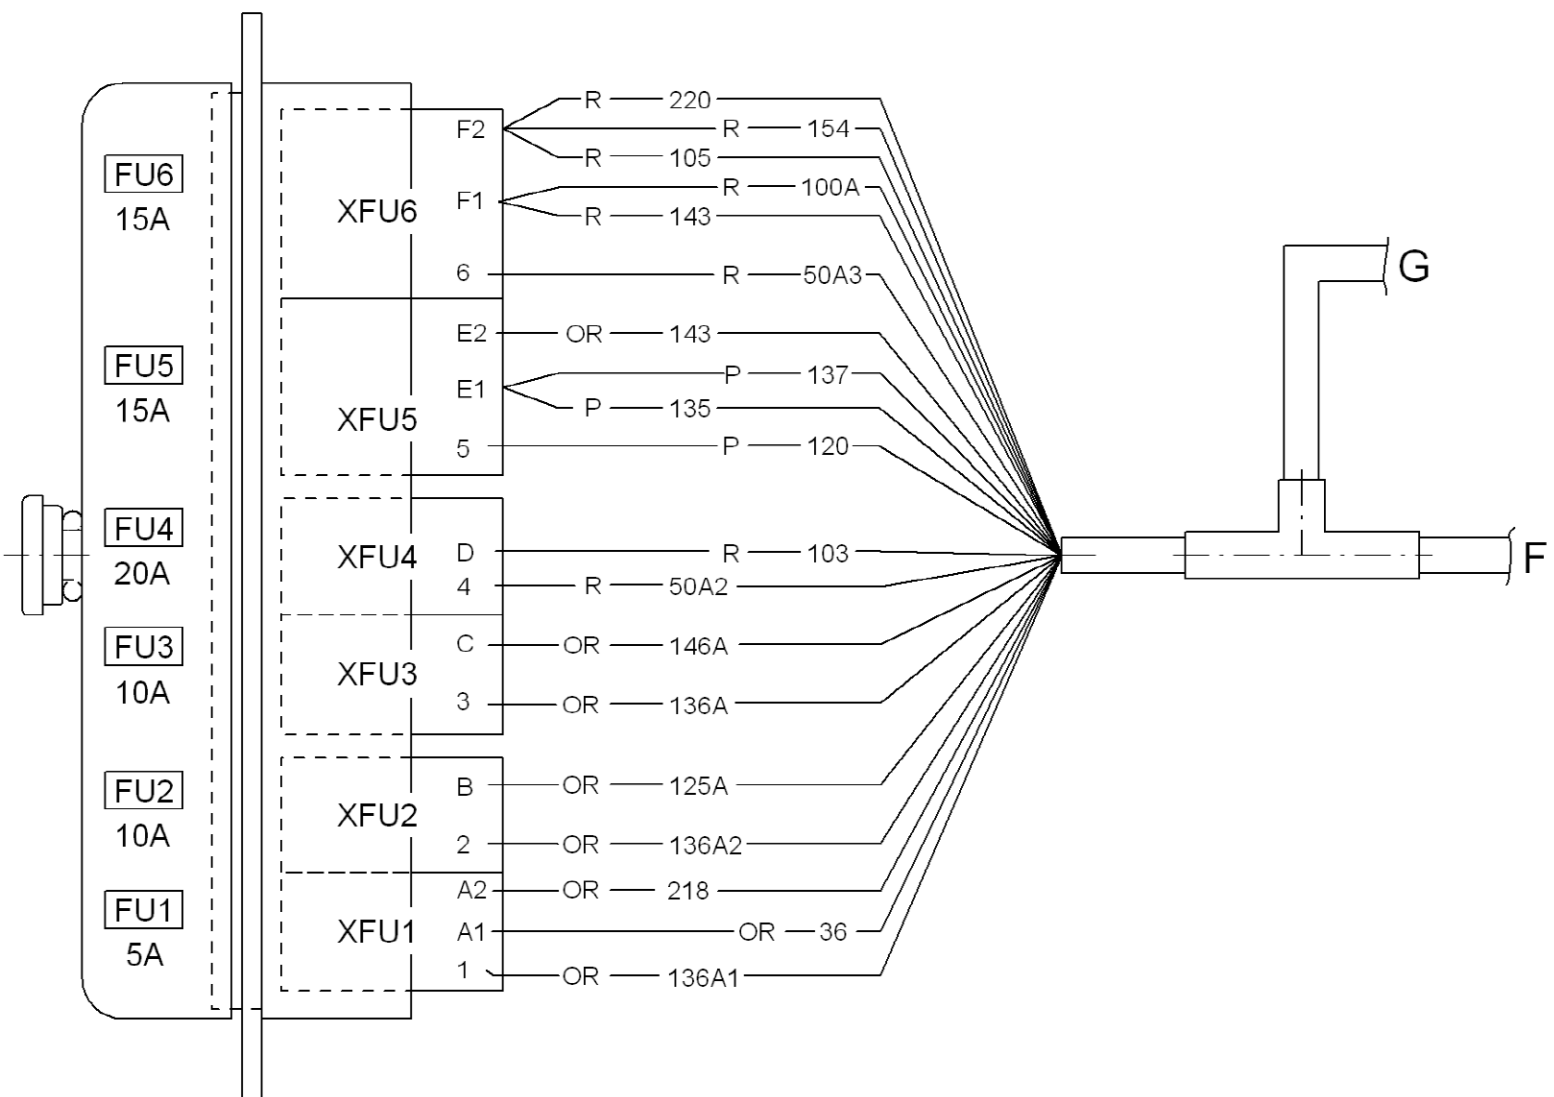 FU6
15A
FU5
15A
FU4
20A
FU3
10A
FU2
10A
FU1
5A
XFU6
XFU5
XFU4
XFU3
XFU2
XFU1
F2 R 220
R 154
R 105
F1 R 100A
R 143
6 R 50A3
E2 OR 143
E1 P 137
P 135
5 P 120
D R 103
4 R 50A2
C OR 146A
3 OR 136A
B OR 125A
2 OR 136A2
A2 OR 218
A1 OR 36
1 OR 136A1
G
F